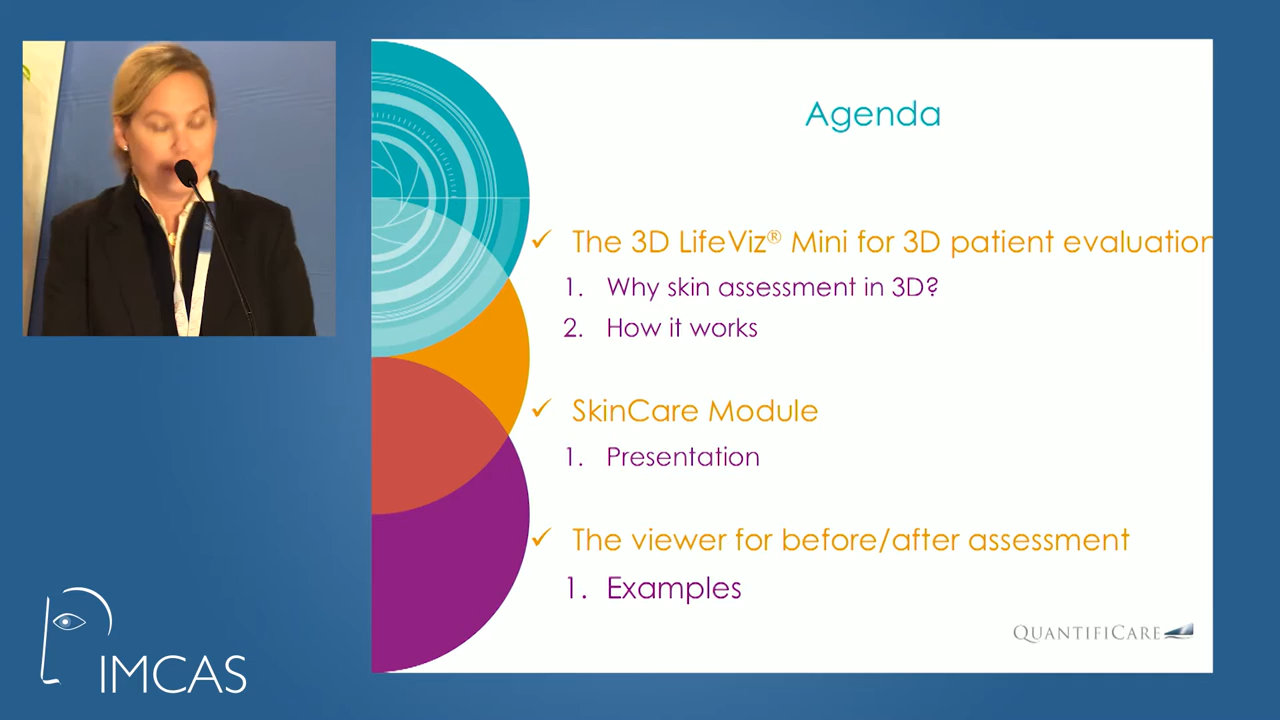 Agenda
✓ The 3D LifeViz® Mini for 3D patient evaluation
1. Why skin assessment in 3D?
2. How it works
✓ SkinCare Module
1. Presentation
✓ The viewer for before/after assessment
1. Examples
QUANTIFICARE
IMCAS